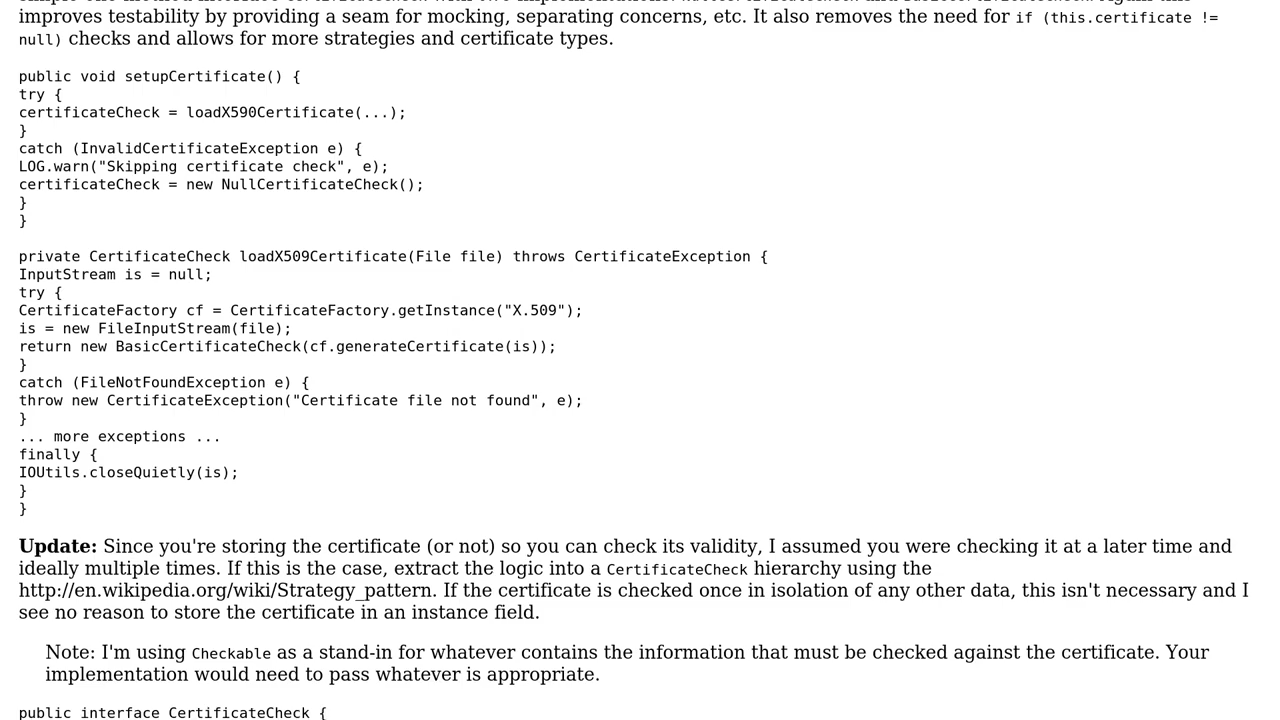 improves testability by providing a seam for mocking, separating concerns, etc. It also removes the need for if (this.certificate !=
null) checks and allows for more strategies and certificate types.
public void setupCertificate() {
try {
certificateCheck = loadX590Certificate(...);
}
catch (InvalidCertificateException e) {
LOG.warn("Skipping certificate check", e);
certificateCheck = new NullCertificateCheck();
}
}
private CertificateCheck loadX509Certificate(File file) throws CertificateException {
InputStream is = null;
try {
CertificateFactory cf = CertificateFactory.getInstance("X.509");
is = new FileInputStream(file);
return new BasicCertificateCheck(cf.generateCertificate(is));
}
catch (FileNotFoundException e) {
throw new CertificateException("Certificate file not found", e);
}
... more exceptions ...
finally {
IOUtils.closeQuietly(is);
}
}
Update: Since you're storing the certificate (or not) so you can check its validity, I assumed you were checking it at a later time and
ideally multiple times. If this is the case, extract the logic into a CertificateCheck hierarchy using the
http://en.wikipedia.org/wiki/Strategy_pattern. If the certificate is checked once in isolation of any other data, this isn't necessary and I
see no reason to store the certificate in an instance field.
Note: I'm using Checkable as a stand-in for whatever contains the information that must be checked against the certificate. Your
implementation would need to pass whatever is appropriate.
public interface CertificateCheck {